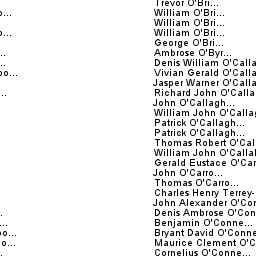 Trevor O'Bri...
o... William O'Bri...
William O'Bri...
o... William O'Bri...
George O'Bri...
.. Ambrose O'Byr...
.. Denis William O'Calla
oo... Vivian Gerald O'Calla
Jasper Warner O'Calla
.. Richard John O'Calla
John O'Callagh...
William John O'Callag
Patrick O'Callagh...
Patrick O'Callagh...
Thomas Robert O'Cal
William John O'Callal
Gerald Eustace O'Car
John O'Carro...
Thomas O'Carro...
Charles Henry Terrey-
John Alexander O'Cor
. Denis Ambrose O'Con
.. Benjamin O'Conne...
oo... Bryant David O'Conne
o... Maurice Clement O'C
.. Cornelius O'Conne...